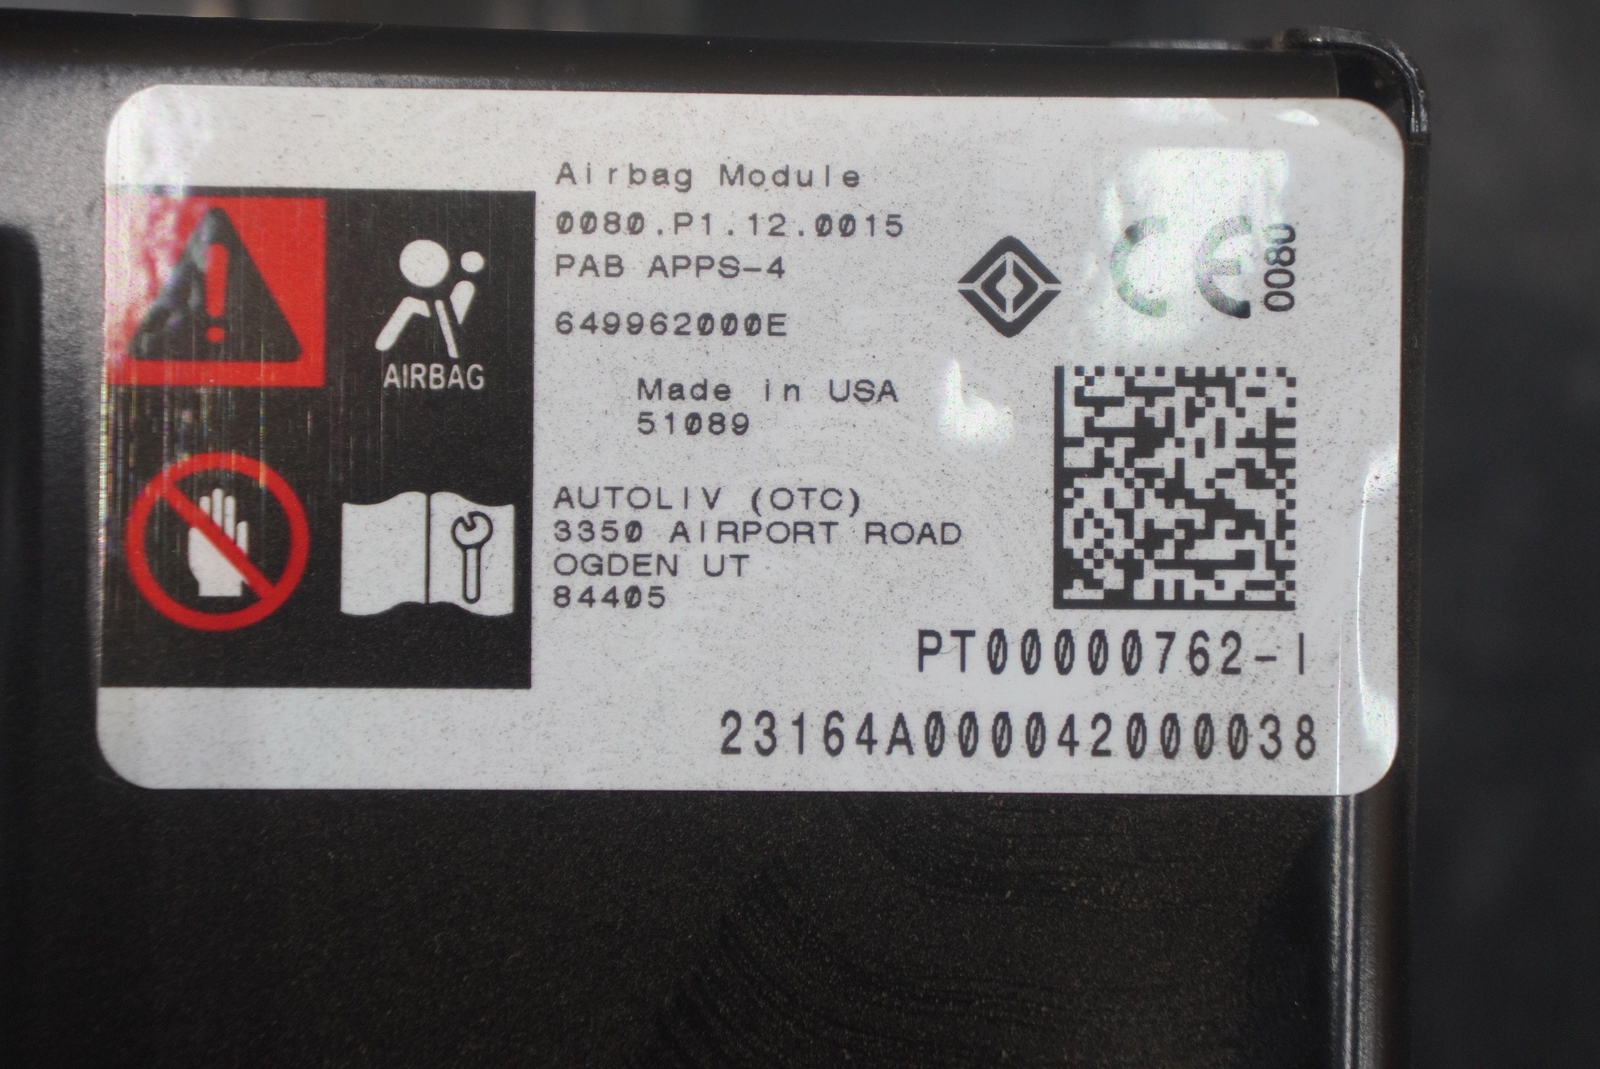 Airbag Module
0080.P1.12.0015
PAB APPS-4
649962000E
CE 0080
AIRBAG
Made in USA
51089
AUTOLIV (OTC)
3350 AIRPORT ROAD
OGDEN UT
84405
PT00000762-I
23164A000042000038